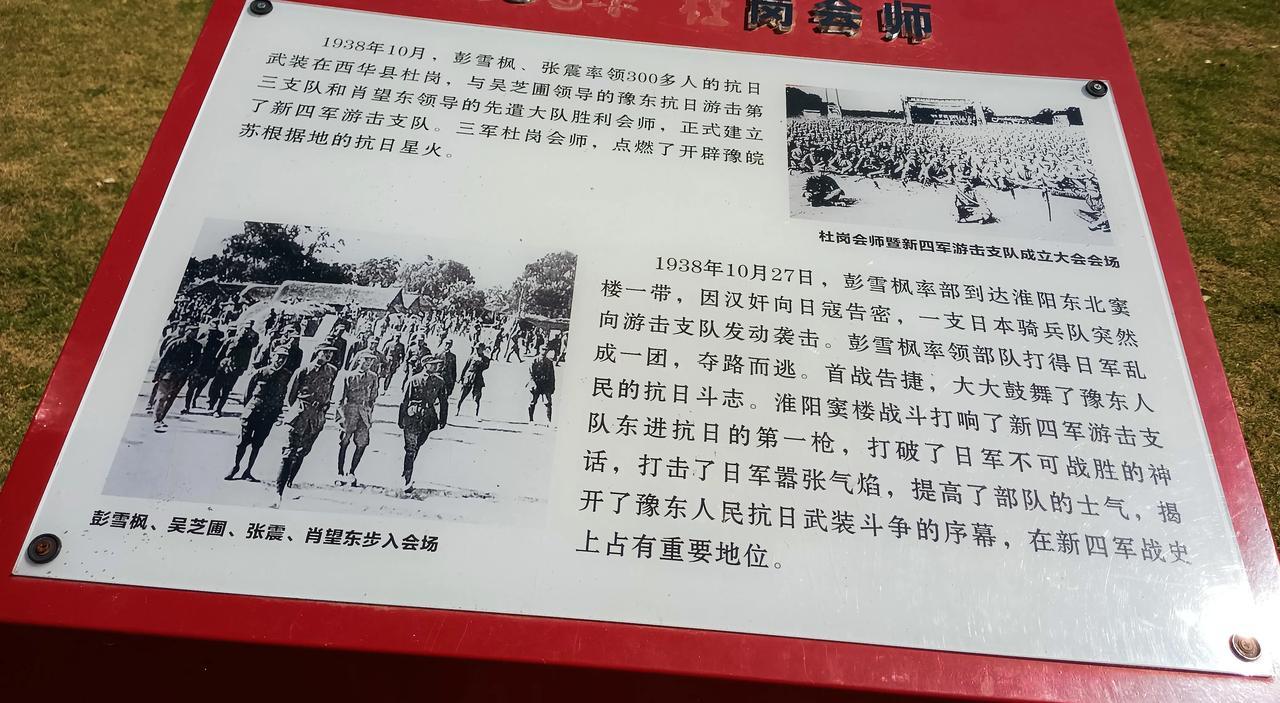 杜岗会师
1938年10月，彭雪枫、张震率领300多人的抗日
武装在西华县杜岗，与吴芝圃领导的豫东抗日游击第
三支队和肖望东领导的先遣大队胜利会师，正式建立
了新四军游击支队。三军杜岗会师，点燃了开辟豫皖
苏根据地的抗日星火。
杜岗会师暨新四军游击支队成立大会会场
彭雪枫、吴芝圃、张震、肖望东步入会场
1938年10月27日，彭雪枫率部到达淮阳东北窦
楼一带，因汉奸向日寇告密，一支日本骑兵队突然
向游击支队发动袭击。彭雪枫率领部队打得日军乱
成一团，夺路而逃。首战告捷，大大鼓舞了豫东人
民的抗日斗志。淮阳窦楼战斗打响了新四军游击支
队东进抗日的第一枪，打破了日军不可战胜的神
话，打击了日军嚣张气焰，提高了部队的士气，揭
开了豫东人民抗日武装斗争的序幕，在新四军战史
上占有重要地位。